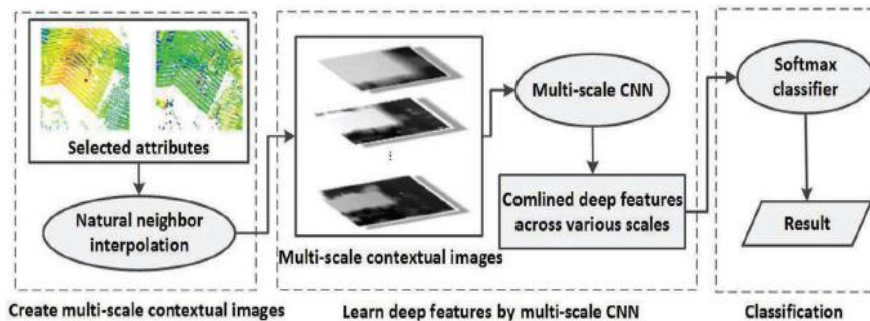 Selected attributes
Natural neighbor
interpolation
Create multi-scale contextual images
Multi-scale contextual images
Multi-scale CNN
Comlined deep features
across various scales
Learn deep features by multi-scale CNN
Softmax
classifier
Result
Classification